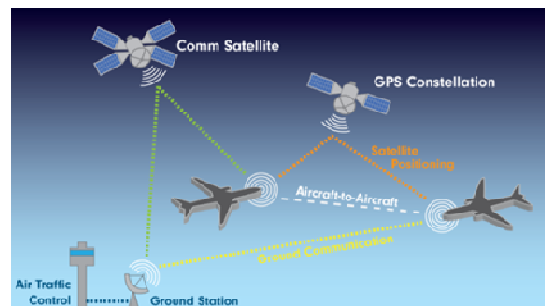 Comm Satellite
GPS Constellation
Satellite
Positioning
Aircraft-to-Aircraft
Ground Communication
Air Traffic
Control
Ground Station